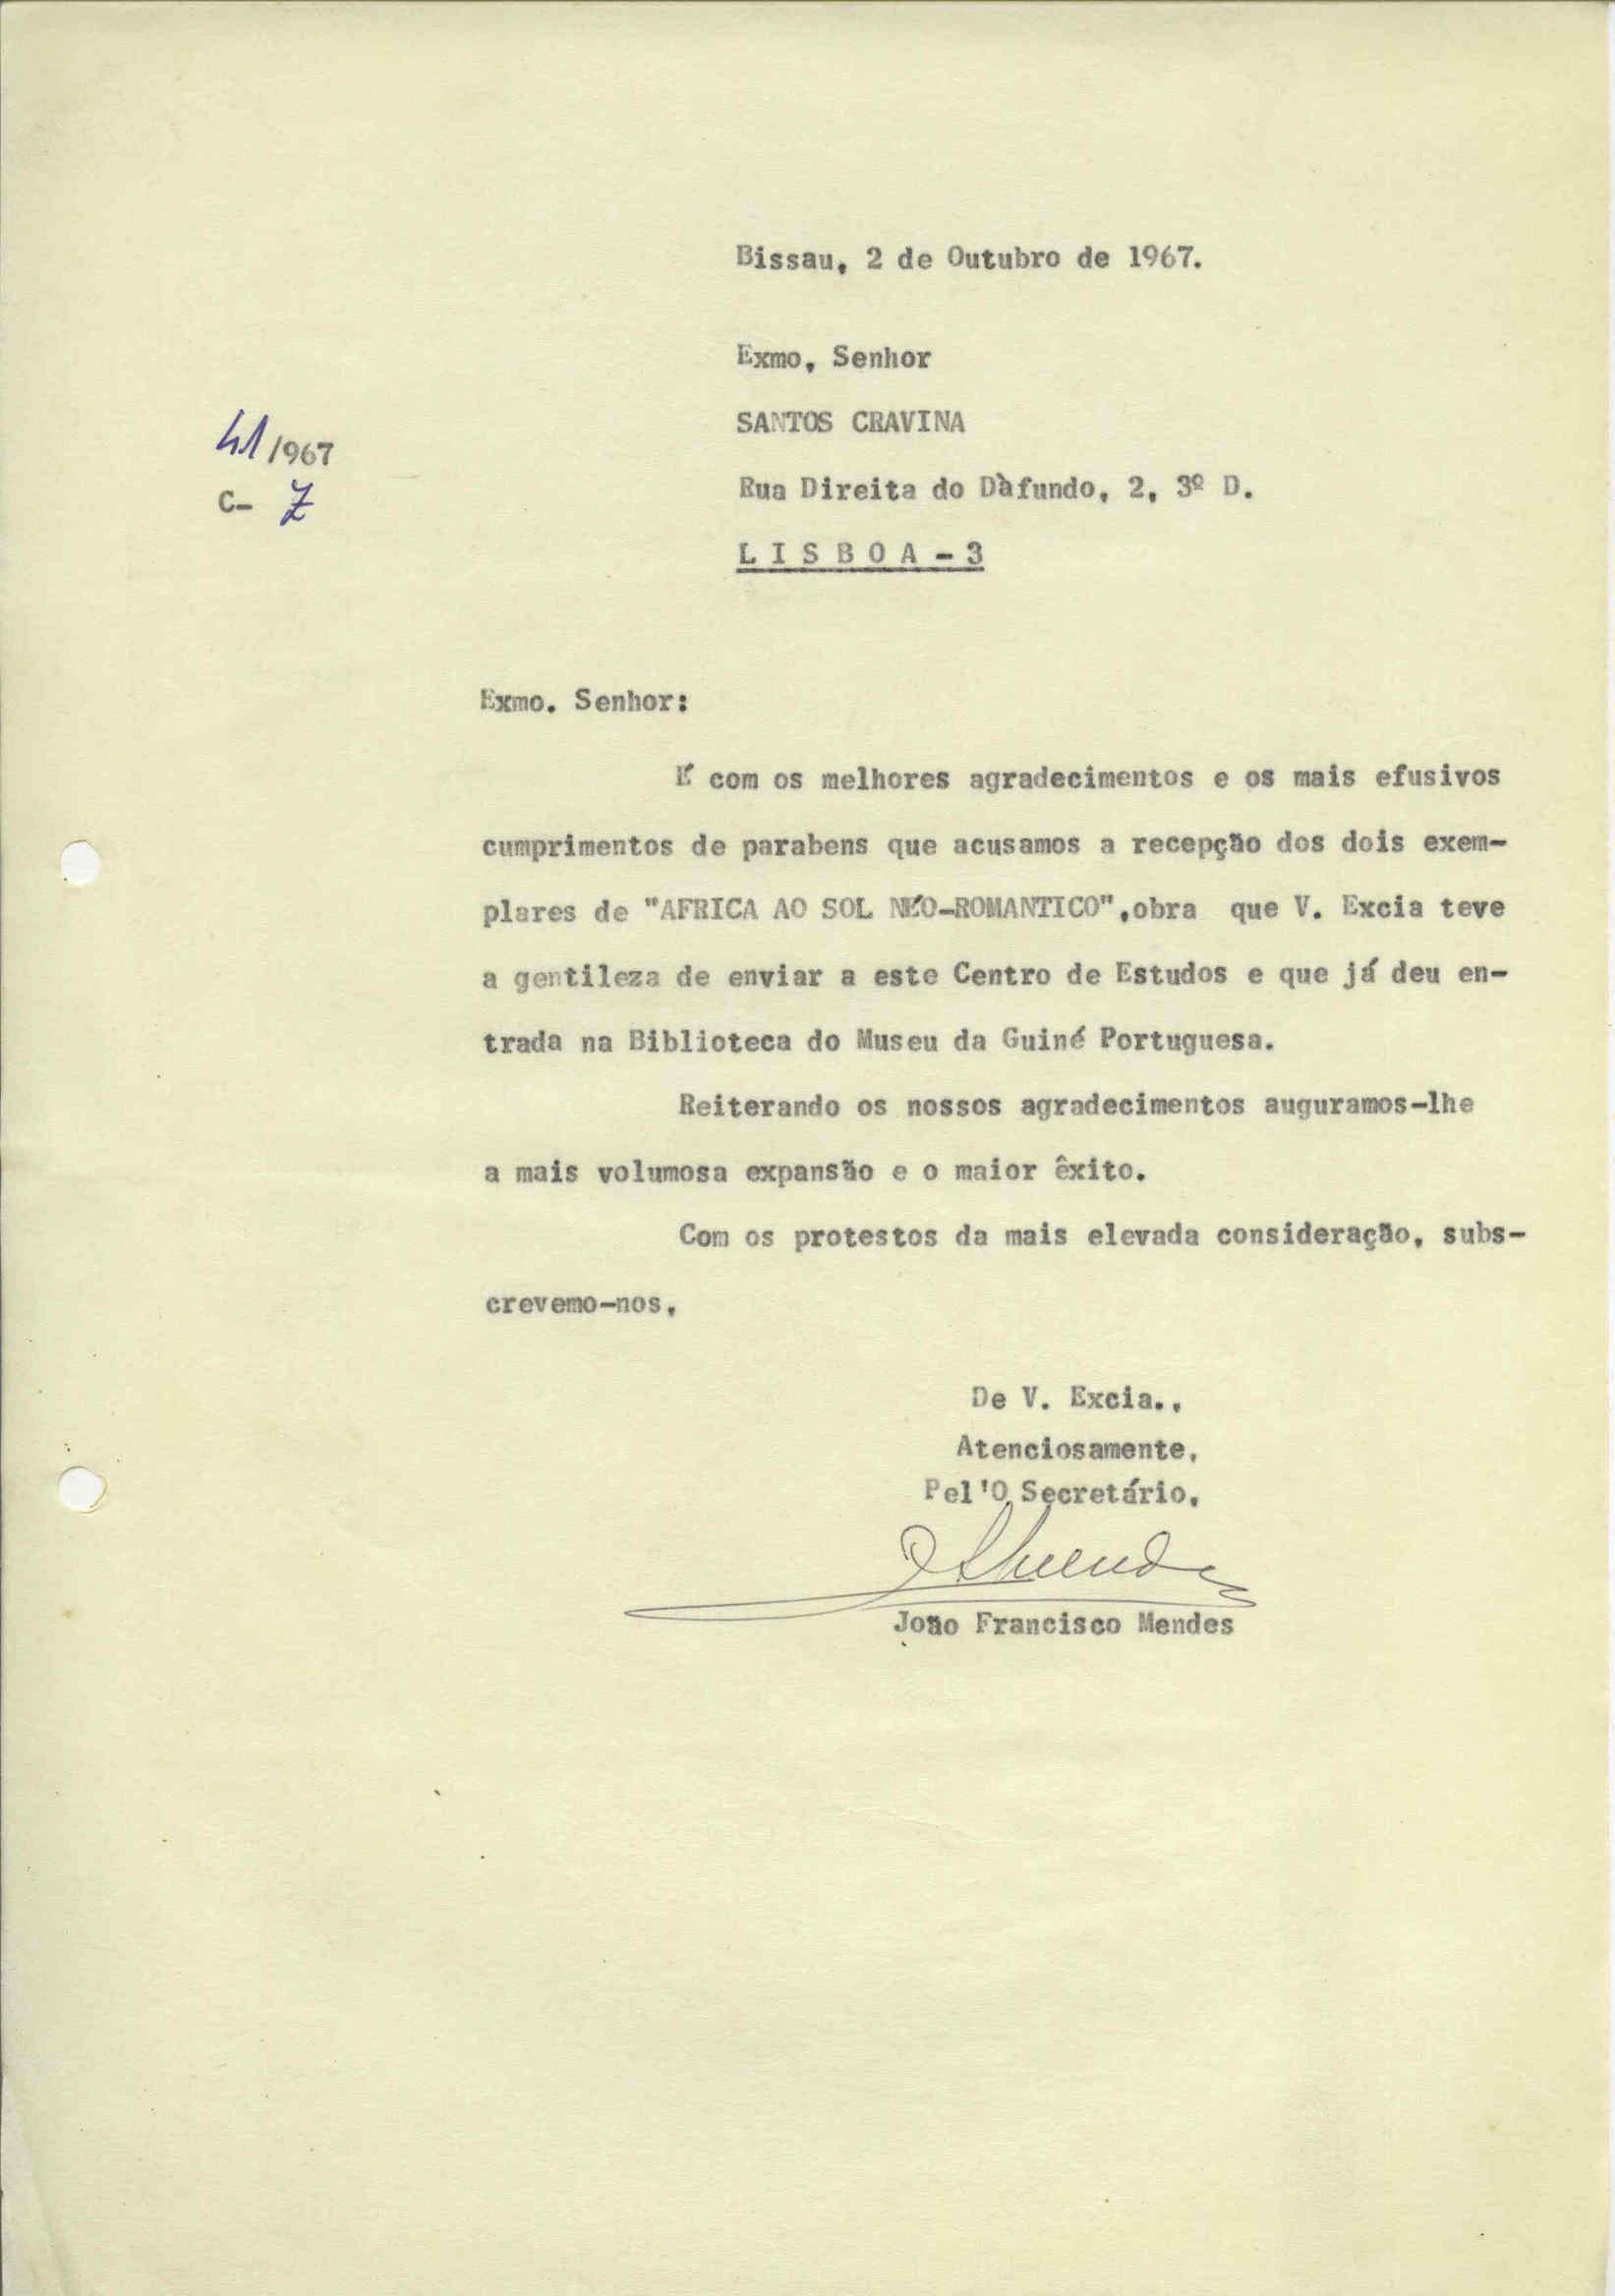 Bissau, 2 de Outubro de 1967.
Exmo, Senhor
SANTOS CRAVINA
41/967
Rua Direita do Dàfundo, 2, 3º D.
C- Z
L I S B O A - 3
Exmo. Senhor:
É com os melhores agradecimentos e os mais efusivos
cumprimentos de parabens que acusamos a recepção dos dois exem-
plares de "AFRICA AO SOL NÉO-ROMANTICO",obra que V. Excia teve
a gentileza de enviar a este Centro de Estudos e que já deu en-
trada na Biblioteca do Museu da Guiné Portuguesa.
Reiterando os nossos agradecimentos auguramos-lhe
a mais volumosa expansão e o maior êxito.
Com os protestos da mais elevada consideração, subs-
crevemo-nos,
De V. Excia.,
Atenciosamente,
Pel'O Secretário,
João Francisco Mendes